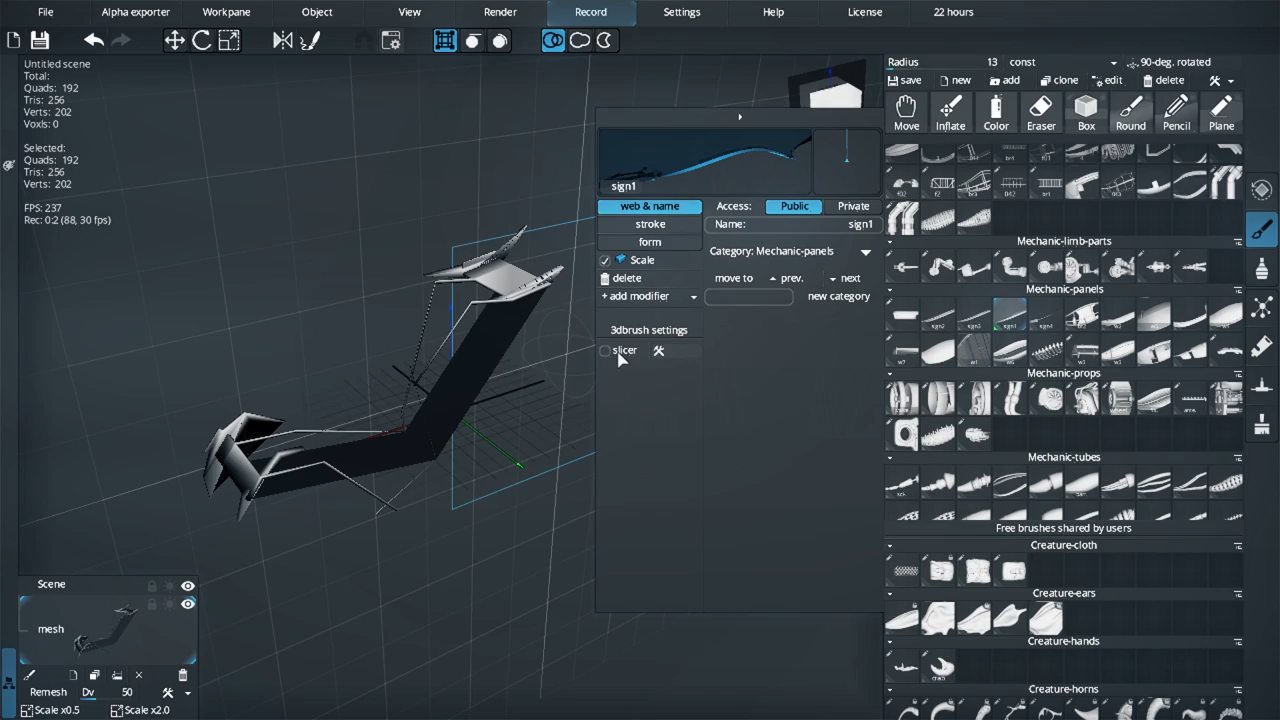 File Alpha exporter Workpane Object View Render Record Settings Help License 22 hours
Untitled scene
Total:
Quads: 192
Tris: 256
Verts: 202
Voxls: 0
Selected:
Quads: 192
Tris: 256
Verts: 202
FPS: 237
Rec: 0:2 (88, 30 fps)
sign1
web & name
stroke
form
Scale
delete
+ add modifier
3dbrush settings
slicer
Access: Public Private
Name: sign1
Category: Mechanic-panels
move to prev. next
new category
Radius 13 const 90-deg. rotated
save new add clone edit delete
Move Inflate Color Eraser Box Round Pencil Plane
Mechanic-limb-parts
Mechanic-panels
sign2 sign3 sign1 sign4
Mechanic-props
Mechanic-tubes
Free brushes shared by users
Creature-cloth
Creature-ears
Creature-hands
Creature-horns
Scene
mesh
Remesh Dv 50
Scale x0.5 Scale x2.0